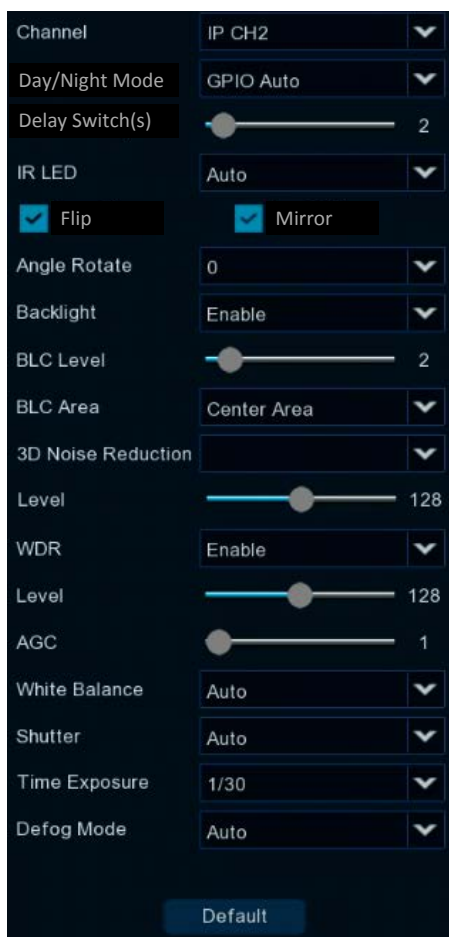 Channel IP CH2
Day/Night Mode GPIO Auto
Delay Switch(s) 2
IR LED Auto
Flip Mirror
Angle Rotate 0
Backlight Enable
BLC Level 2
BLC Area Center Area
3D Noise Reduction
Level 128
WDR Enable
Level 128
AGC 1
White Balance Auto
Shutter Auto
Time Exposure 1/30
Defog Mode Auto
Default